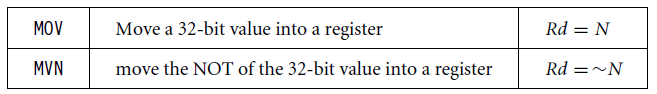 MOV Move a 32-bit value into a register Rd = N
MVN move the NOT of the 32-bit value into a register Rd = ~N